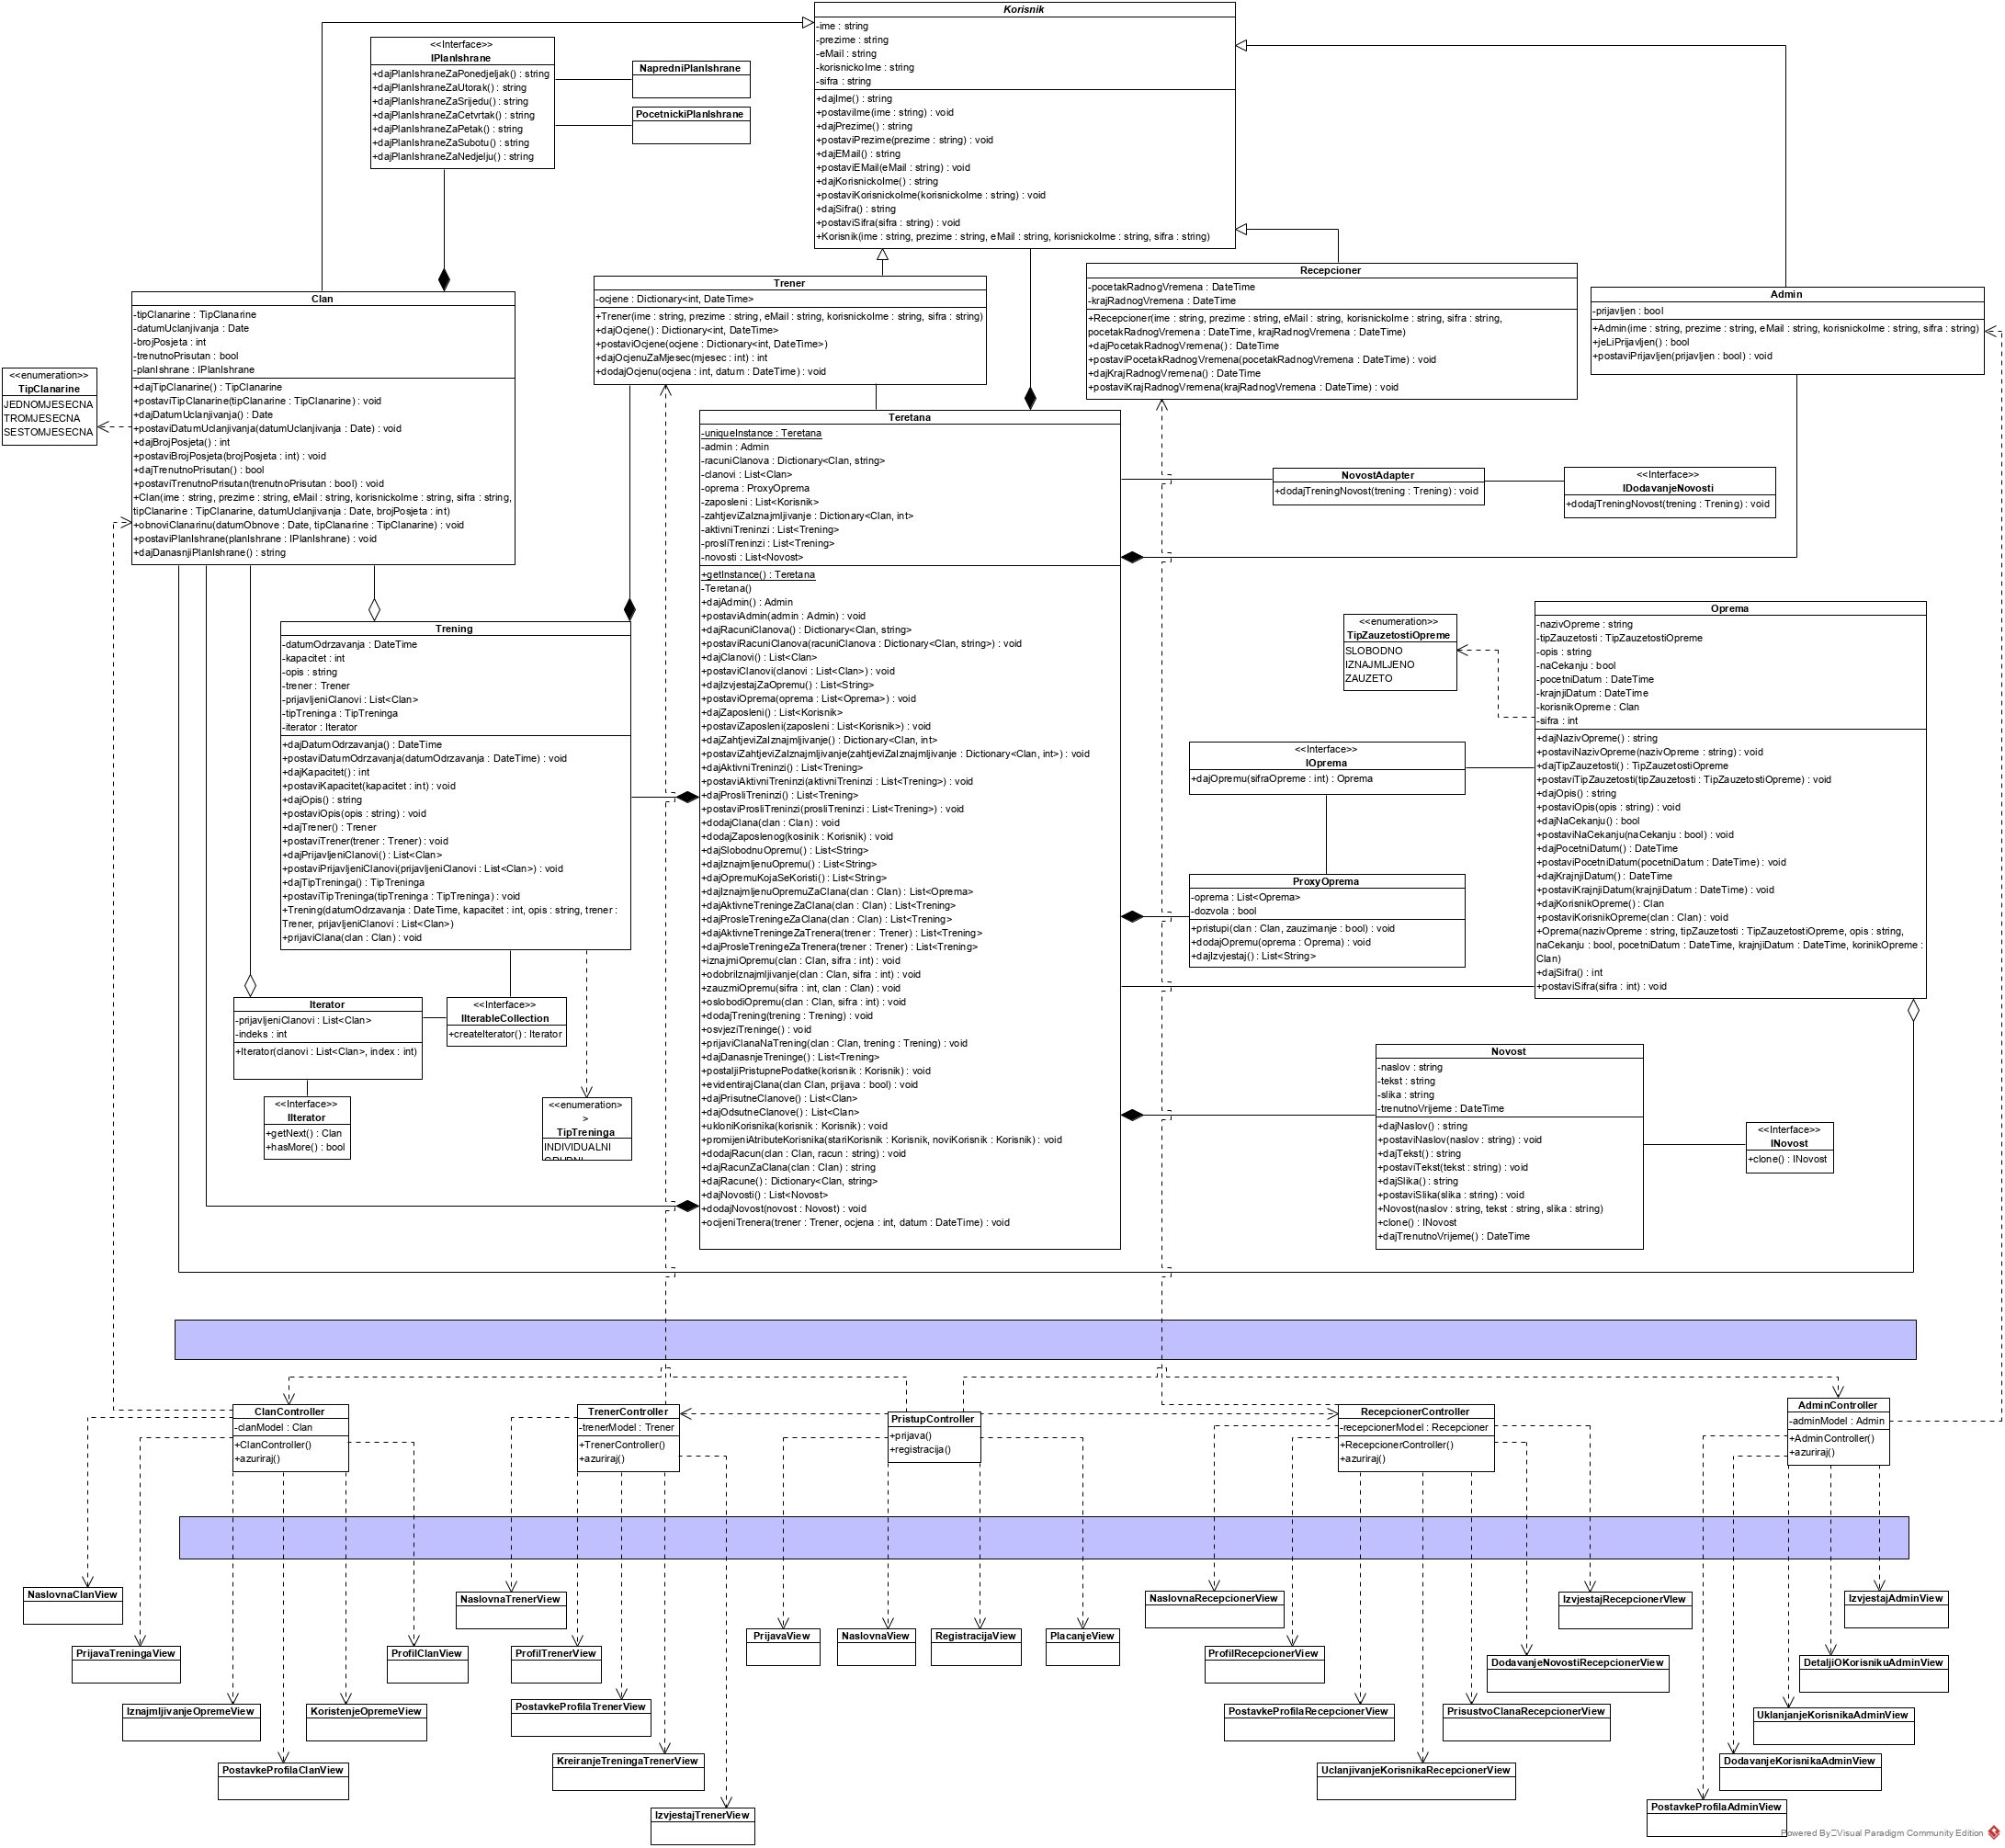 Korisnik
-ime : string
-prezime : string
-eMail : string
-korisnickoIme : string
-sifra : string
+dajIme() : string
+postaviIme(ime : string) : void
+dajPrezime() : string
+postaviPrezime(prezime : string) : void
+dajEMail() : string
+postaviEMail(eMail : string) : void
+dajKorisnickoIme() : string
+postaviKorisnickoIme(korisnickoIme : string) : void
+dajSifra() : string
+postaviSifra(sifra : string) : void
+Korisnik(ime : string, prezime : string, eMail : string, korisnickoIme : string, sifra : string)
<<Interface>>
IPlanIshrane
+dajPlanIshraneZaPonedjeljak() : string
+dajPlanIshraneZaUtorak() : string
+dajPlanIshraneZaSrijedu() : string
+dajPlanIshraneZaCetvrtak() : string
+dajPlanIshraneZaPetak() : string
+dajPlanIshraneZaSubotu() : string
+dajPlanIshraneZaNedjelju() : string
NapredniPlanIshrane
PocetnickiPlanIshrane
Clan
-tipClanarine : TipClanarine
-datumUclanjivanja : Date
-brojPosjeta : int
-trenutnoPrisutan : bool
-planIshrane : IPlanIshrane
+dajTipClanarine() : TipClanarine
+postaviTipClanarine(tipClanarine : TipClanarine) : void
+dajDatumUclanjivanja() : Date
+postaviDatumUclanjivanja(datumUclanjivanja : Date) : void
+dajBrojPosjeta() : int
+postaviBrojPosjeta(brojPosjeta : int) : void
+dajTrenutnoPrisutan() : bool
+postaviTrenutnoPrisutan(trenutnoPrisutan : bool) : void
+Clan(ime : string, prezime : string, eMail : string, korisnickoIme : string, sifra : string,
tipClanarine : TipClanarine, datumUclanjivanja : Date, brojPosjeta : int)
+obnoviClanarinu(datumObnove : Date, tipClanarine : TipClanarine) : void
+postaviPlanIshrane(planIshrane : IPlanIshrane) : void
+dajDanasnjiPlanIshrane() : string
<<enumeration>>
TipClanarine
JEDNOMJESECNA
TROMJESECNA
SESTOMJESECNA
Trener
-ocjene : Dictionary<int, DateTime>
+Trener(ime : string, prezime : string, eMail : string, korisnickoIme : string, sifra : string)
+dajOcjene() : Dictionary<int, DateTime>
+postaviOcjene(ocjene : Dictionary<int, DateTime>)
+dajOcjenuZaMjesec(mjesec : int) : int
+dodajOcjenu(ocjena : int, datum : DateTime) : void
Recepcioner
-pocetakRadnogVremena : DateTime
-krajRadnogVremena : DateTime
+Recepcioner(ime : string, prezime : string, eMail : string, korisnickoIme : string, sifra : string,
pocetakRadnogVremena : DateTime, krajRadnogVremena : DateTime)
+dajPocetakRadnogVremena() : DateTime
+postaviPocetakRadnogVremena(pocetakRadnogVremena : DateTime) : void
+dajKrajRadnogVremena() : DateTime
+postaviKrajRadnogVremena(krajRadnogVremena : DateTime) : void
Admin
-prijavljen : bool
+Admin(ime : string, prezime : string, eMail : string, korisnickoIme : string, sifra : string)
+jeLiPrijavljen() : bool
+postaviPrijavljen(prijavljen : bool) : void
Teretana
-uniqueInstance : Teretana
-admin : Admin
-racuniClanova : Dictionary<Clan, string>
-clanovi : List<Clan>
-oprema : ProxyOprema
-zaposleni : List<Korisnik>
-zahtjeviZaIznajmljivanje : Dictionary<Clan, int>
-aktivniTreninzi : List<Trening>
-prosliTreninzi : List<Trening>
-novosti : List<Novost>
+getInstance() : Teretana
-Teretana()
+dajAdmin() : Admin
+postaviAdmin(admin : Admin) : void
+dajRacuniClanova() : Dictionary<Clan, string>
+postaviRacuniClanova(racuniClanova : Dictionary<Clan, string>) : void
+dajClanovi() : List<Clan>
+postaviClanovi(clanovi : List<Clan>) : void
+dajIzvjestajZaOpremu() : List<String>
+postaviOprema(oprema : List<Oprema>) : void
+dajZaposleni() : List<Korisnik>
+postaviZaposleni(zaposleni : List<Korisnik>) : void
+dajZahtjeviZaIznajmljivanje() : Dictionary<Clan, int>
+postaviZahtjeviZaIznajmljivanje(zahtjeviZaIznajmljivanje : Dictionary<Clan, int>) : void
+dajAktivniTreninzi() : List<Trening>
+postaviAktivniTreninzi(aktivniTreninzi : List<Trening>) : void
+dajProsliTreninzi() : List<Trening>
+postaviProsliTreninzi(prosliTreninzi : List<Trening>) : void
+dodajClana(clan : Clan) : void
+dodajZaposlenog(kosinik : Korisnik) : void
+dajSlobodnuOpremu() : List<String>
+dajIznajmljenuOpremu() : List<String>
+dajOpremuKojaSeKoristi() : List<String>
+dajIznajmljenuOpremuZaClana(clan : Clan) : List<Oprema>
+dajAktivneTreningeZaClana(clan : Clan) : List<Trening>
+dajProsleTreningeZaClana(clan : Clan) : List<Trening>
+dajAktivneTreningeZaTrenera(trener : Trener) : List<Trening>
+dajProsleTreningeZaTrenera(trener : Trener) : List<Trening>
+iznajmiOpremu(clan : Clan, sifra : int) : void
+odobriIznajmljivanje(clan : Clan, sifra : int) : void
+zauzmiOpremu(sifra : int, clan : Clan) : void
+oslobodiOpremu(clan : Clan, sifra : int) : void
+dodajTrening(trening : Trening) : void
+osvjeziTreninge() : void
+prijaviClanaNaTrening(clan : Clan, trening : Trening) : void
+dajDanasnjeTreninge() : List<Trening>
+postaljiPristupnePodatke(korisnik : Korisnik) : void
+evidentirajClana(clan Clan, prijava : bool) : void
+dajPrisutneClanove() : List<Clan>
+dajOdsutneClanove() : List<Clan>
+ukloniKorisnika(korisnik : Korisnik) : void
+promijeniAtributeKorisnika(stariKorisnik : Korisnik, noviKorisnik : Korisnik) : void
+dodajRacun(clan : Clan, racun : string) : void
+dajRacunZaClana(clan : Clan) : string
+dajRacune() : Dictionary<Clan, string>
+dajNovosti() : List<Novost>
+dodajNovost(novost : Novost) : void
+ocijeniTrenera(trener : Trener, ocjena : int, datum : DateTime) : void
NovostAdapter
+dodajTreningNovost(trening : Trening) : void
<<Interface>>
IDodavanjeNovosti
+dodajTreningNovost(trening : Trening) : void
Trening
-datumOdrzavanja : DateTime
-kapacitet : int
-opis : string
-trener : Trener
-prijavljeniClanovi : List<Clan>
-tipTreninga : TipTreninga
-iterator : Iterator
+dajDatumOdrzavanja() : DateTime
+postaviDatumOdrzavanja(datumOdrzavanja : DateTime) : void
+dajKapacitet() : int
+postaviKapacitet(kapacitet : int) : void
+dajOpis() : string
+postaviOpis(opis : string) : void
+dajTrener() : Trener
+postaviTrener(trener : Trener) : void
+dajPrijavljeniClanovi() : List<Clan>
+postaviPrijavljeniClanovi(prijavljeniClanovi : List<Clan>) : void
+dajTipTreninga() : TipTreninga
+postaviTipTreninga(tipTreninga : TipTreninga) : void
+Trening(datumOdrzavanja : DateTime, kapacitet : int, opis : string, trener :
Trener, prijavljeniClanovi : List<Clan>)
+prijaviClana(clan : Clan) : void
<<enumeration>>
TipZauzetostiOpreme
SLOBODNO
IZNAJMLJENO
ZAUZETO
Oprema
-nazivOpreme : string
-tipZauzetosti : TipZauzetostiOpreme
-opis : string
-naCekanju : bool
-pocetniDatum : DateTime
-krajnjiDatum : DateTime
-korisnikOpreme : Clan
-sifra : int
+dajNazivOpreme() : string
+postaviNazivOpreme(nazivOpreme : string) : void
+dajTipZauzetosti() : TipZauzetostiOpreme
+postaviTipZauzetosti(tipZauzetosti : TipZauzetostiOpreme) : void
+dajOpis() : string
+postaviOpis(opis : string) : void
+dajNaCekanju() : bool
+postaviNaCekanju(naCekanju : bool) : void
+dajPocetniDatum() : DateTime
+postaviPocetniDatum(pocetniDatum : DateTime) : void
+dajKrajnjiDatum() : DateTime
+postaviKrajnjiDatum(krajnjiDatum : DateTime) : void
+dajKorisnikOpreme() : Clan
+postaviKorisnikOpreme(clan : Clan) : void
+Oprema(nazivOpreme : string, tipZauzetosti : TipZauzetostiOpreme, opis : string,
naCekanju : bool, pocetniDatum : DateTime, krajnjiDatum : DateTime, korinikOpreme :
Clan)
+dajSifra() : int
+postaviSifra(sifra : int) : void
<<Interface>>
IOprema
+dajOpremu(sifraOpreme : int) : Oprema
ProxyOprema
-oprema : List<Oprema>
-dozvola : bool
+pristupi(clan : Clan, zauzimanje : bool) : void
+dodajOpremu(oprema : Oprema) : void
+dajIzvjestaj() : List<String>
Iterator
-prijavljeniClanovi : List<Clan>
-indeks : int
+Iterator(clanovi : List<Clan>, index : int)
<<Interface>>
IIterableCollection
+createIterator() : Iterator
<<Interface>>
IIterator
+getNext() : Clan
+hasMore() : bool
<<enumeration>
>
TipTreninga
INDIVIDUALNI
Novost
-naslov : string
-tekst : string
-slika : string
-trenutnoVrijeme : DateTime
+dajNaslov() : string
+postaviNaslov(naslov : string) : void
+dajTekst() : string
+postaviTekst(tekst : string) : void
+dajSlika() : string
+postaviSlika(slika : string) : void
+Novost(naslov : string, tekst : string, slika : string)
+clone() : INovost
+dajTrenutnoVrijeme() : DateTime
<<Interface>>
INovost
+clone() : INovost
ClanController
-clanModel : Clan
+ClanController()
+azuriraj()
TrenerController
-trenerModel : Trener
+TrenerController()
+azuriraj()
PristupController
+prijava()
+registracija()
RecepcionerController
-recepcionerModel : Recepcioner
+RecepcionerController()
+azuriraj()
AdminController
-adminModel : Admin
+AdminController()
+azuriraj()
NaslovnaClanView
PrijavaTreningaView
IznajmljivanjeOpremeView
PostavkeProfilaClanView
KoristenjeOpremeView
ProfilClanView
NaslovnaTrenerView
ProfilTrenerView
PostavkeProfilaTrenerView
KreiranjeTreningaTrenerView
IzvjestajTrenerView
PrijavaView
NaslovnaView
RegistracijaView
PlacanjeView
NaslovnaRecepcionerView
ProfilRecepcionerView
PostavkeProfilaRecepcionerView
UclanjivanjeKorisnikaRecepcionerView
PrisustvoClanaRecepcionerView
DodavanjeNovostiRecepcionerView
IzvjestajRecepcionerView
IzvjestajAdminView
DetaljiOKorisnikuAdminView
UklanjanjeKorisnikaAdminView
DodavanjeKorisnikaAdminView
PostavkeProfilaAdminView
Powered By Visual Paradigm Community Edition